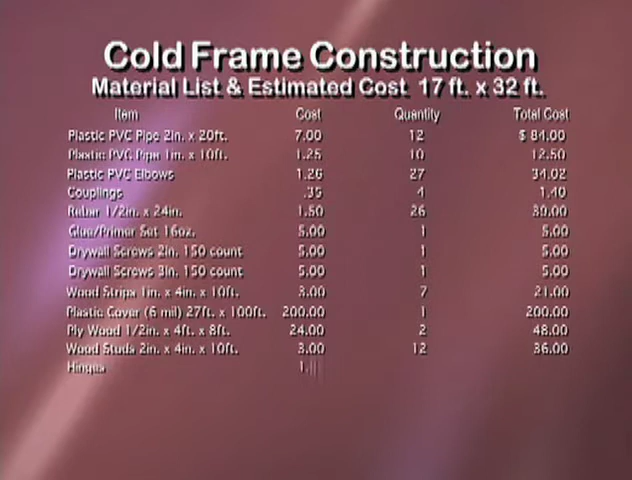 Cold Frame Construction
Material List & Estimated Cost 17 ft. x 32 ft.
Item Cost Quantity Total Cost
Plastic PVC Pipe 2in. x 20ft. 7.00 12 $ 84.00
Plastic PVC Pipe 1in. x 10ft. 1.25 10 12.50
Plastic PVC Elbows 1.26 27 34.02
Couplings .35 4 1.40
Rebar 1/2in. x 24in. 1.50 26 39.00
Glue/Primer Set 16oz. 5.00 1 5.00
Drywall Screws 2in. 150 count 5.00 1 5.00
Drywall Screws 3in. 150 count 5.00 1 5.00
Wood Strips 1in. x 4in. x 10ft. 3.00 7 21.00
Plastic Cover (6 mil) 27ft. x 100ft. 200.00 1 200.00
Ply Wood 1/2in. x 4ft. x 8ft. 24.00 2 48.00
Wood Studs 2in. x 4in. x 10ft. 3.00 12 36.00
Hinges 1.